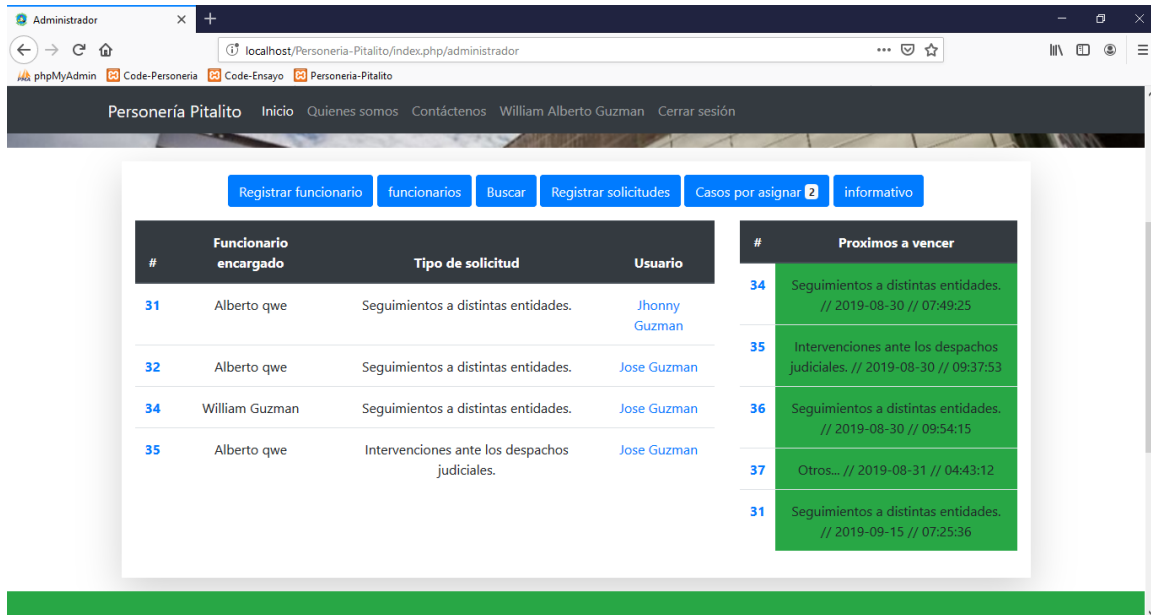 Administrador
localhost/Personeria-Pitalito/index.php/administrador
phpMyAdmin Code-Personeria Code-Ensayo Personeria-Pitalito
Personería Pitalito Inicio Quienes somos Contáctenos William Alberto Guzman Cerrar sesión
Registrar funcionario funcionarios Buscar Registrar solicitudes Casos por asignar 2 informativo
# Funcionario encargado Tipo de solicitud Usuario
31 Alberto qwe Seguimientos a distintas entidades. Jhonny
Guzman
32 Alberto qwe Seguimientos a distintas entidades. Jose Guzman
34 William Guzman Seguimientos a distintas entidades. Jose Guzman
35 Alberto qwe Intervenciones ante los despachos Jose Guzman
judiciales.
# Proximos a vencer
34 Seguimientos a distintas entidades.
// 2019-08-30 // 07:49:25
35 Intervenciones ante los despachos
judiciales. // 2019-08-30 // 09:37:53
36 Seguimientos a distintas entidades.
// 2019-08-30 // 09:54:15
37 Otros... // 2019-08-31 // 04:43:12
31 Seguimientos a distintas entidades.
// 2019-09-15 // 07:25:36